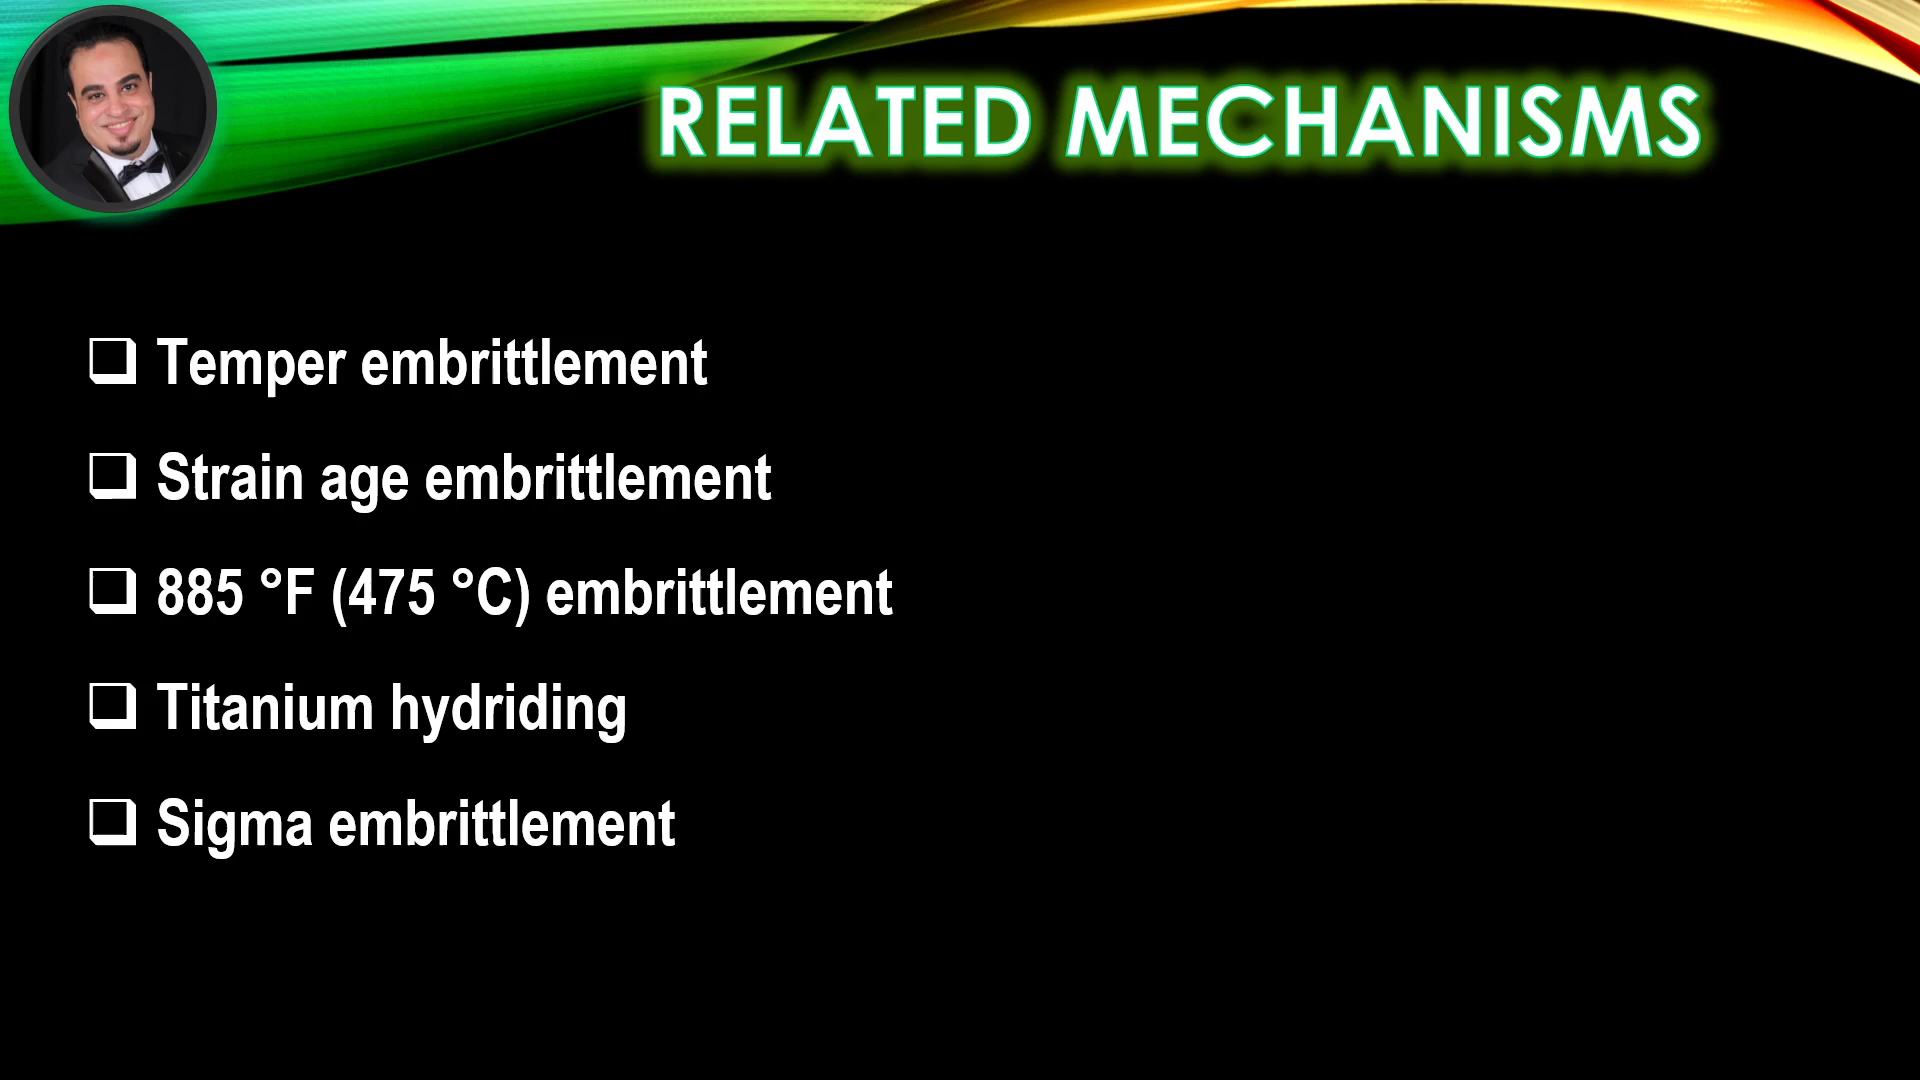 RELATED MECHANISMS
❑ Temper embrittlement
❑ Strain age embrittlement
❑ 885 °F (475 °C) embrittlement
❑ Titanium hydriding
❑ Sigma embrittlement